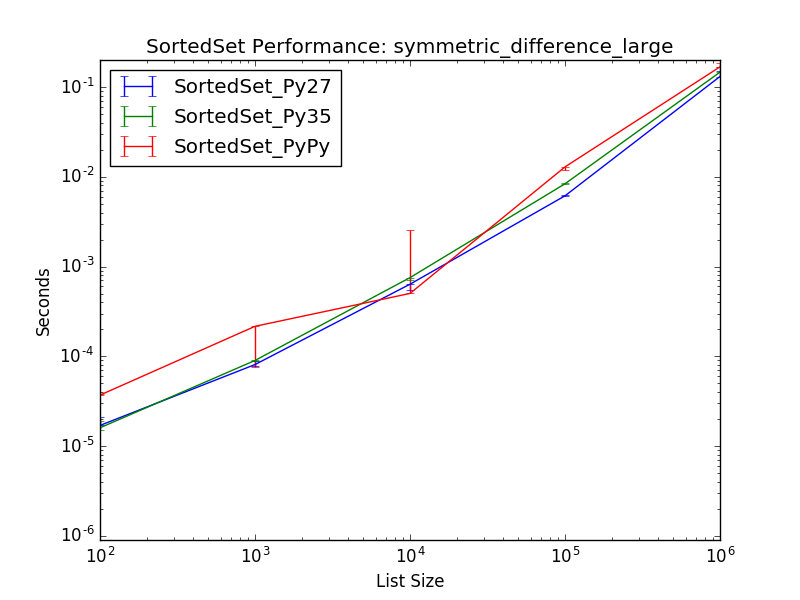 SortedSet Performance: symmetric_difference_large
SortedSet_Py27
SortedSet_Py35
SortedSet_PyPy
10^-1
10^-2
10^-3
10^-4
10^-5
10^-6
Seconds
10^2 10^3 10^4 10^5 10^6
List Size